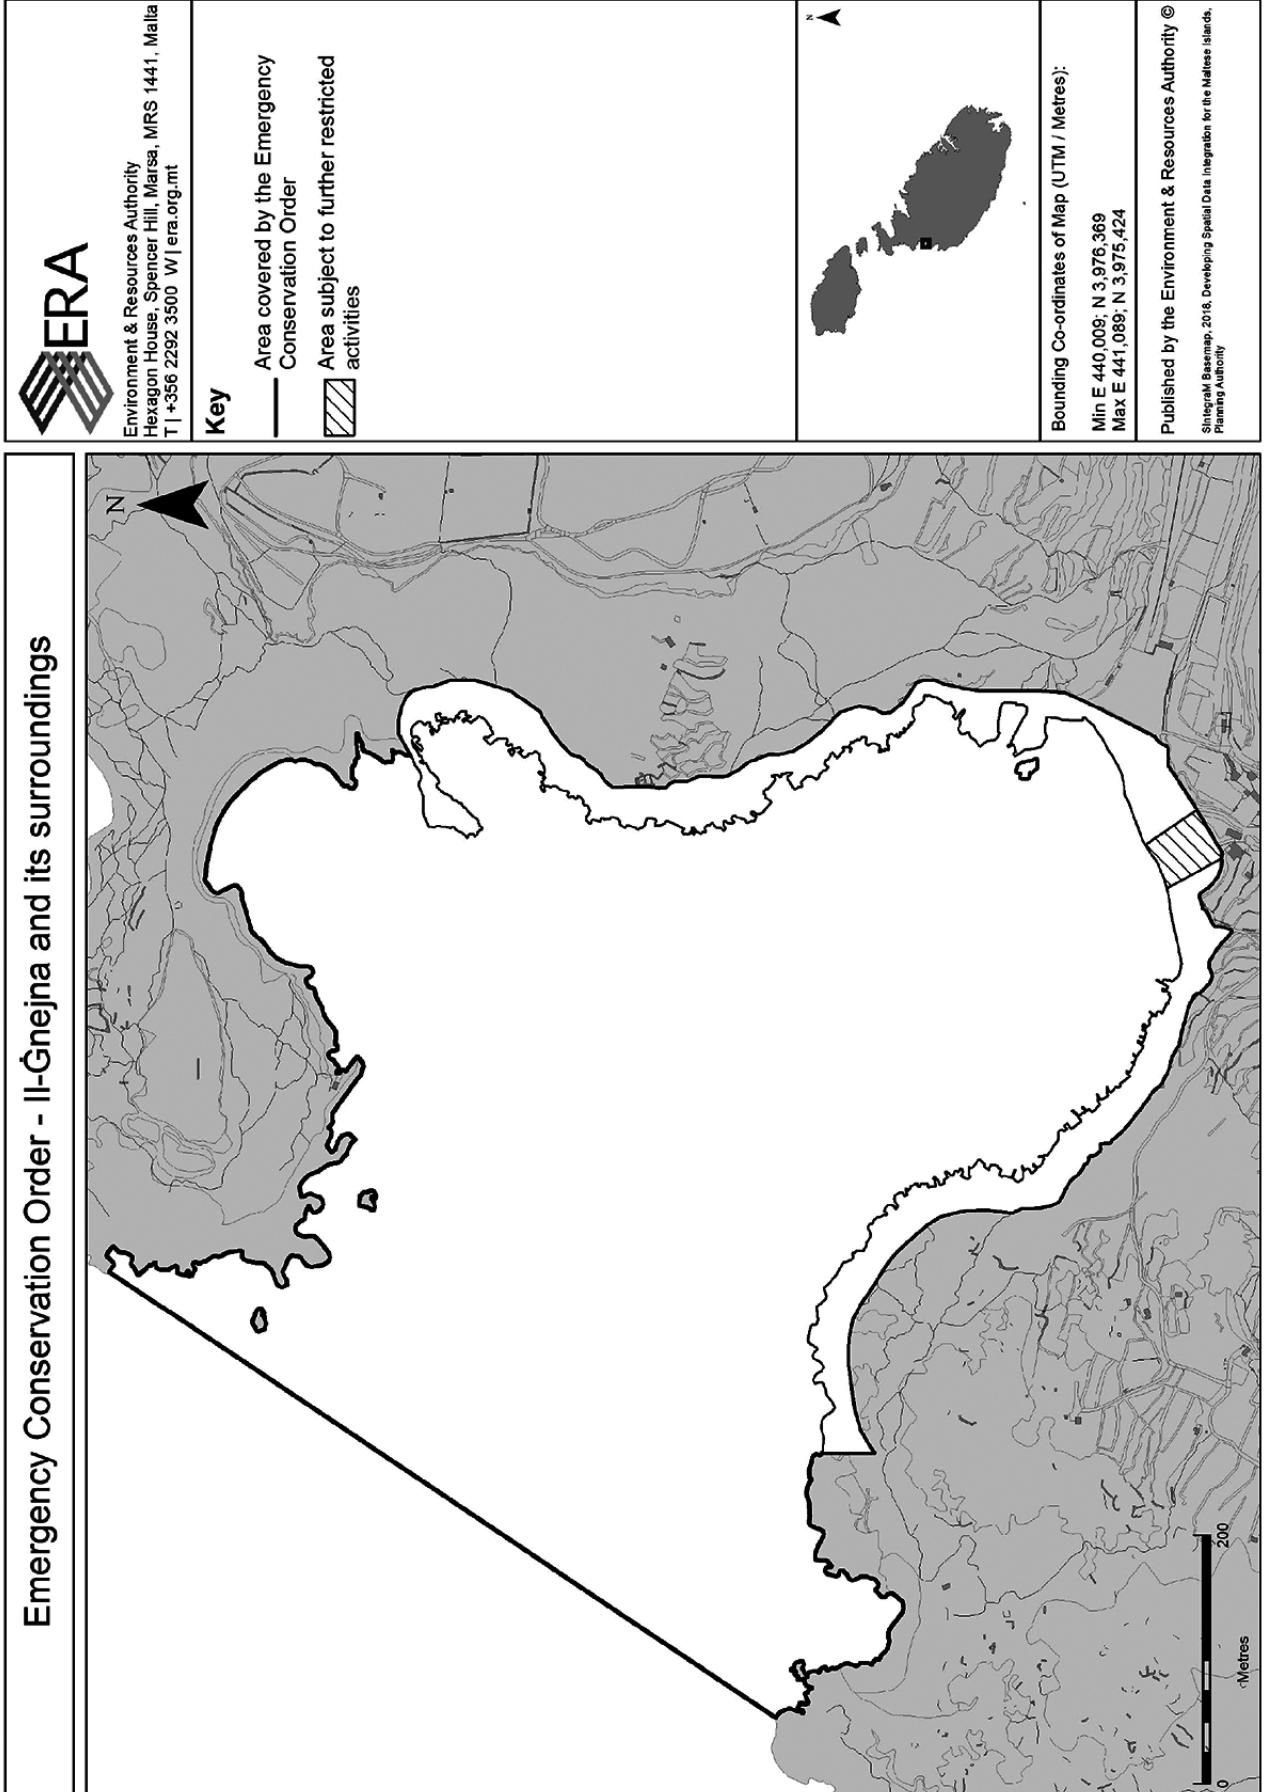 Emergency Conservation Order - Il-Ġnejna and its surroundings
N
0
200
Metres
ERA
Environment & Resources Authority
Hexagon House, Spencer Hill, Marsa, MRS 1441, Malta
T | +356 2292 3500 W | era.org.mt
Key
Area covered by the Emergency
Conservation Order
Area subject to further restricted
activities
N
Bounding Co-ordinates of Map (UTM / Metres):
Min E 440,009; N 3,976,369
Max E 441,089; N 3,975,424
Published by the Environment & Resources Authority ©
SIntegraM Basemap, 2018, Developing Spatial Data Integration for the Maltese Islands,
Planning Authority